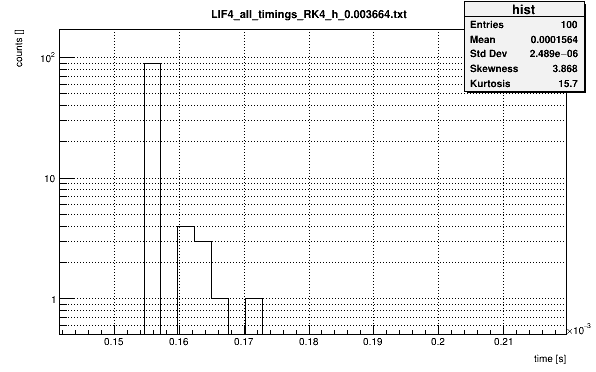 LIF4_all_timings_RK4_h_0.003664.txt
hist
Entries 100
Mean 0.0001564
Std Dev 2.489e-06
Skewness 3.868
Kurtosis 15.7
counts []
10²
10
1
0.15 0.16 0.17 0.18 0.19 0.2 0.21
×10⁻³
time [s]